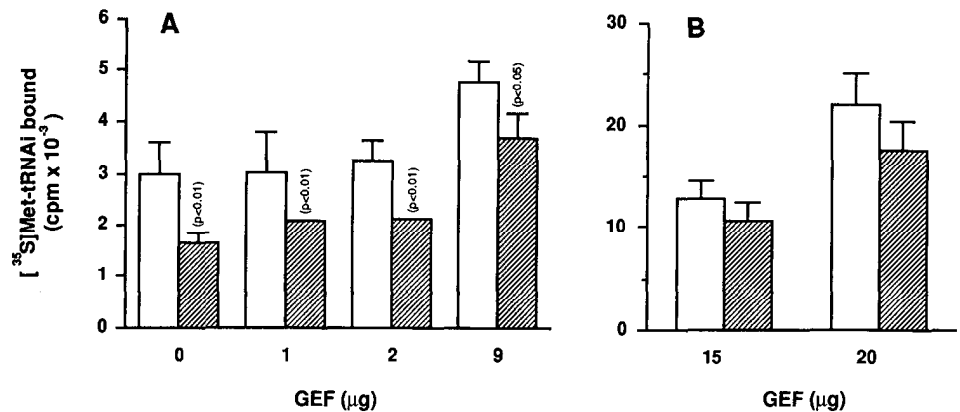 A
B
[³⁵S]Met-tRNAi bound
(cpm x 10⁻³)
6
5
4
3
2
1
0
(p<0.01)
(p<0.01)
(p<0.01)
(p<0.05)
0 1 2 9
GEF (µg)
30
20
10
0
15 20
GEF (µg)